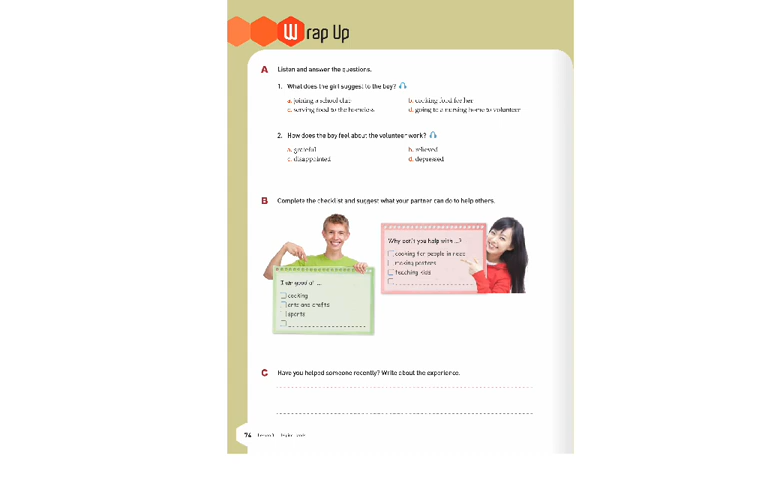 Wrap Up
A Listen and answer the questions.
1. What does the girl suggest to the boy?
a. joining a school club
b. cooking food for her
c. serving food to the homeless
d. going to a nursing home to volunteer
2. How does the boy feel about the volunteer work?
a. grateful
b. relieved
c. disappointed
d. depressed
B Complete the checklist and suggest what your partner can do to help others.
I am good at ...
cooking
arts and crafts
sports
Why don't you help with ...?
cooking for people in need
making posters
teaching kids
C Have you helped someone recently? Write about the experience.
74